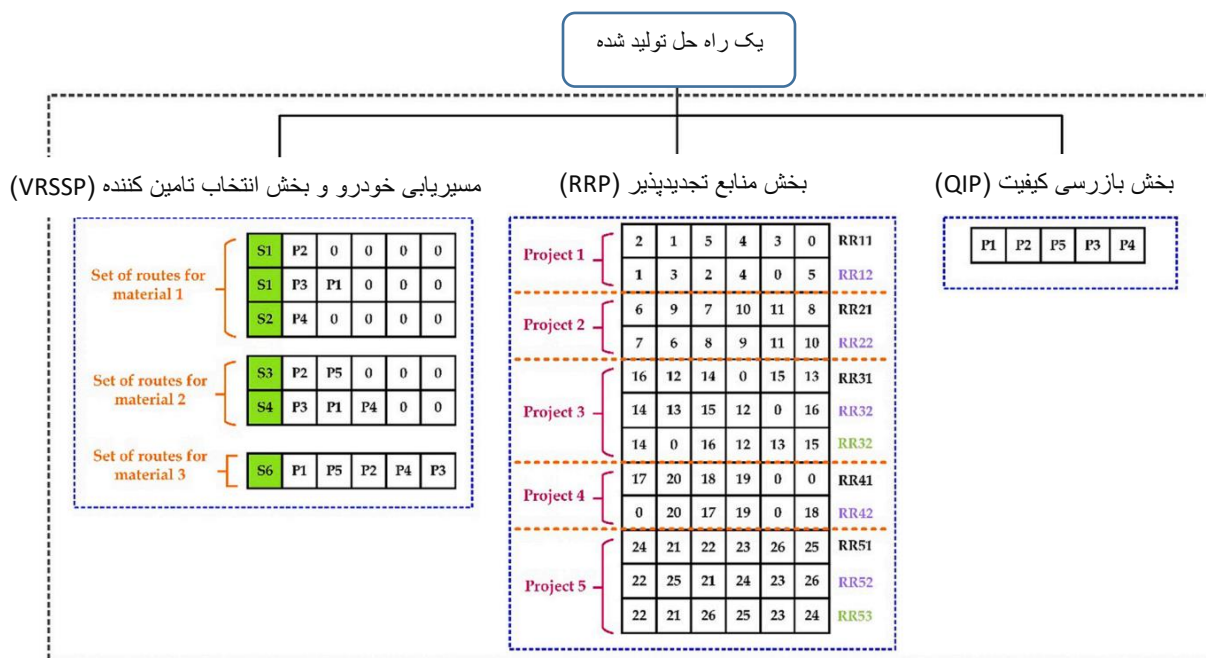 یک راه حل تولید شده
مسیریابی خودرو و بخش انتخاب تامین کننده (VRSSP)
Set of routes for
material 1
S1 P2 0 0 0 0
S1 P3 P1 0 0 0
S2 P4 0 0 0 0
Set of routes for
material 2
S3 P2 P5 0 0 0
S4 P3 P1 P4 0 0
Set of routes for
material 3
S6 P1 P5 P2 P4 P3
بخش منابع تجدیدپذیر (RRP)
Project 1
2 1 5 4 3 0 RR11
1 3 2 4 0 5 RR12
Project 2
6 9 7 10 11 8 RR21
7 6 8 9 11 10 RR22
Project 3
16 12 14 0 15 13 RR31
14 13 15 12 0 16 RR32
14 0 16 12 13 15 RR32
Project 4
17 20 18 19 0 0 RR41
0 20 17 19 0 18 RR42
Project 5
24 21 22 23 26 25 RR51
22 25 21 24 23 26 RR52
22 21 26 25 23 24 RR53
بخش بازرسی کیفیت (QIP)
P1 P2 P5 P3 P4